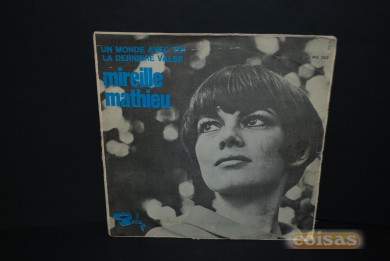 UN MONDE AVEC TOI
LA DERNIERE VALSE
mireille
mathieu
coisas